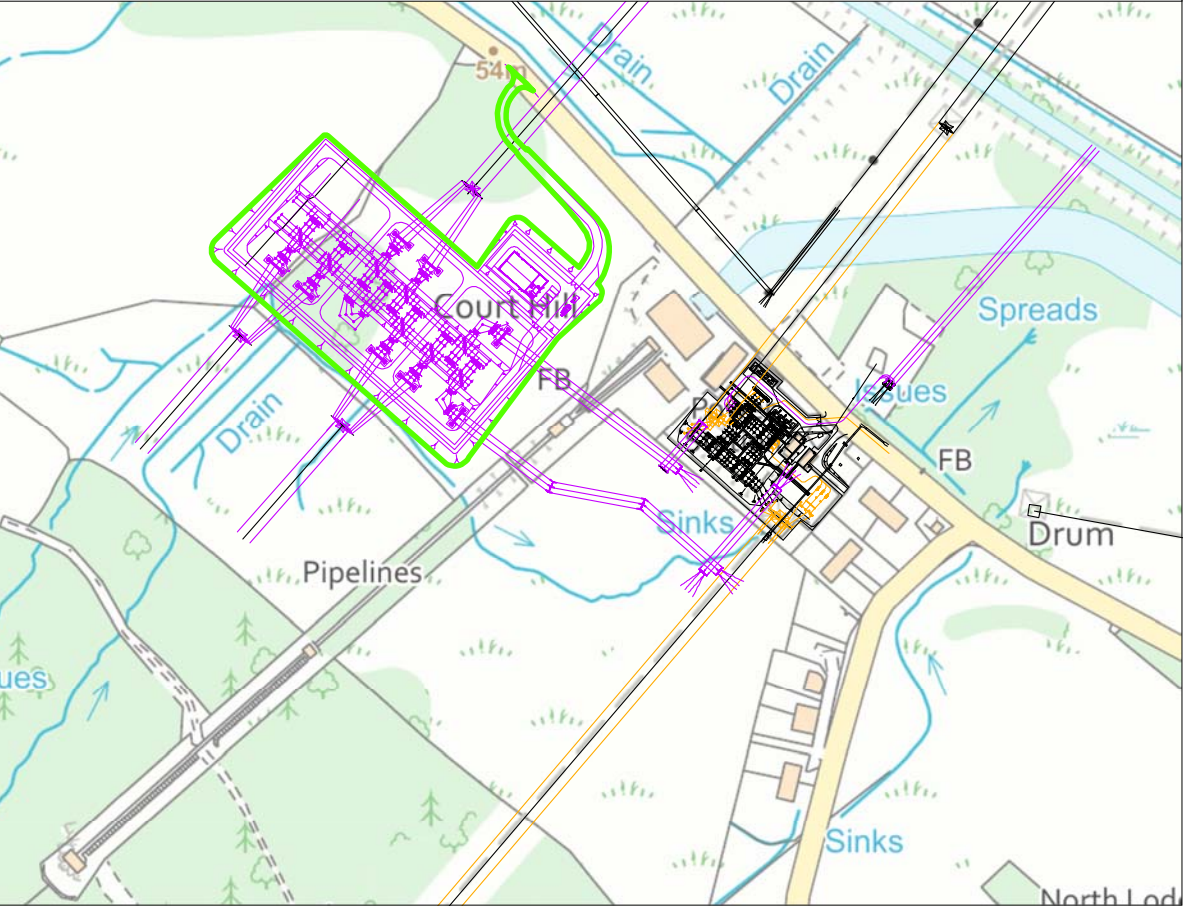 Drain
Drain
54m
Court Hill
Spreads
FB
Issues
Drain
FB
Sinks
Drum
Pipelines
ues
Sinks
North Lod